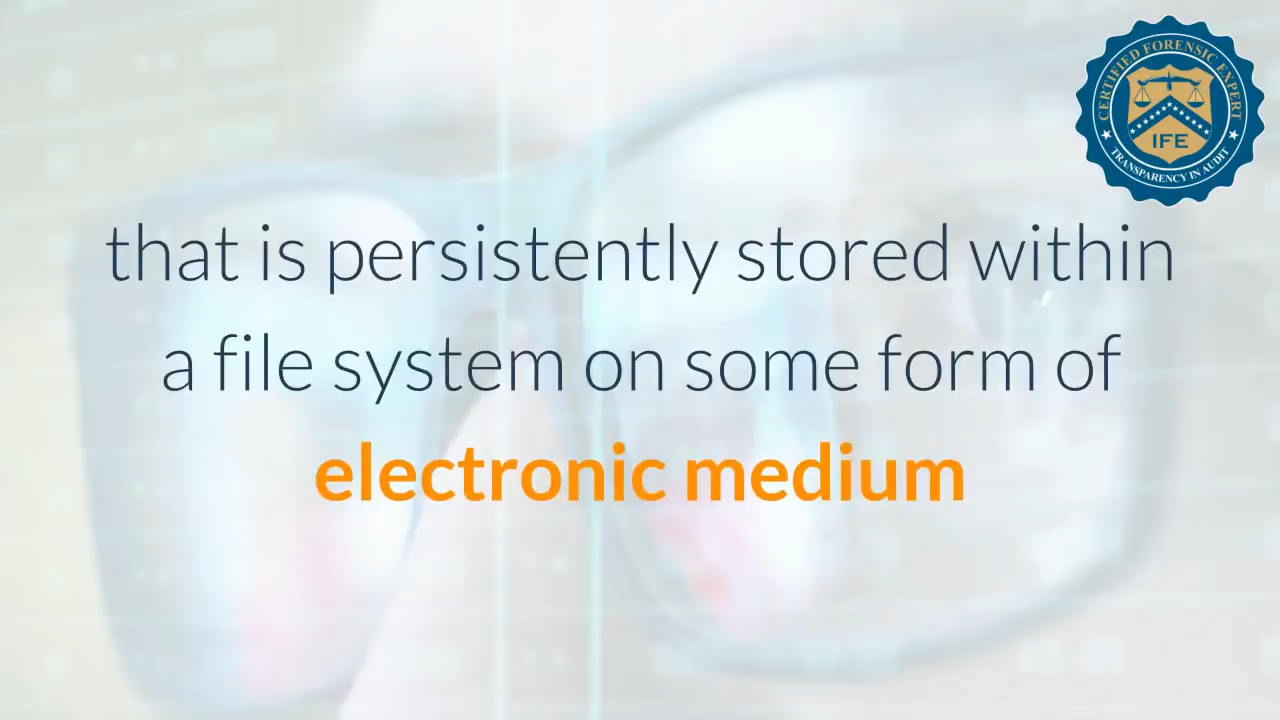 CERTIFIED FORENSIC EXPERT
IFE
TRANSPARENCY IN AUDIT
that is persistently stored within
a file system on some form of
electronic medium